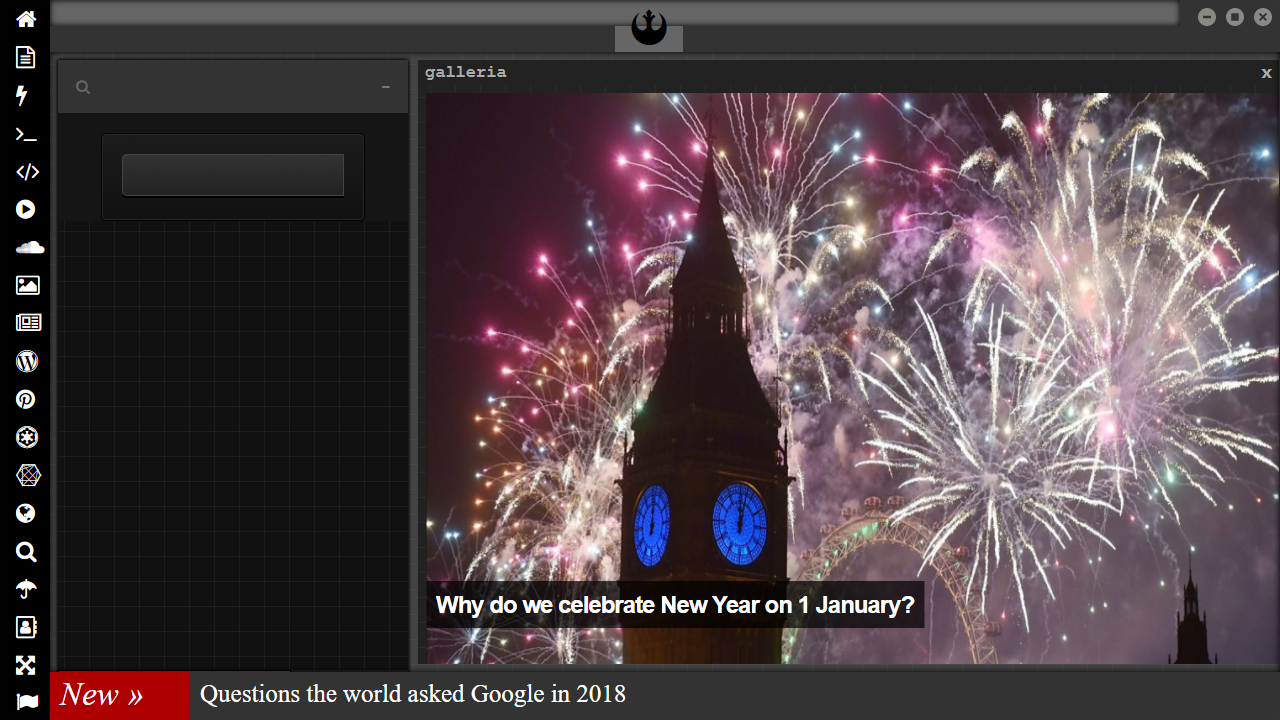 galleria
x
Why do we celebrate New Year on 1 January?
New »
Questions the world asked Google in 2018